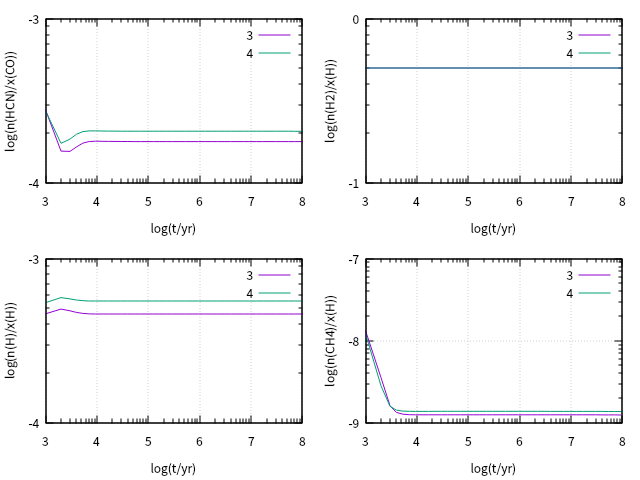 -3
3
4
log(n(HCN)/x(CO))
-4
3 4 5 6 7 8
log(t/yr)
0
3
4
log(n(H2)/x(H))
-1
3 4 5 6 7 8
log(t/yr)
-3
3
4
log(n(H)/x(H))
-4
3 4 5 6 7 8
log(t/yr)
-7
3
4
log(n(CH4)/x(H))
-8
-9
3 4 5 6 7 8
log(t/yr)